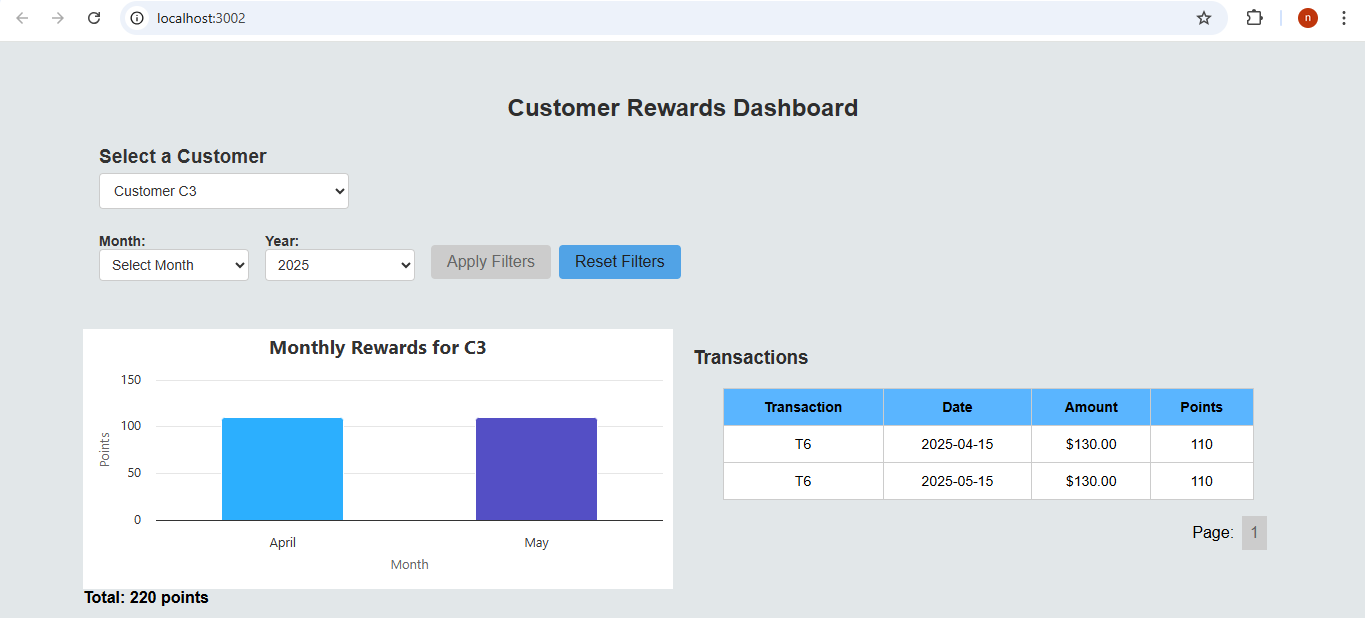 localhost:3002
n
Customer Rewards Dashboard
Select a Customer
Customer C3
Month:
Year:
Select Month
2025
Apply Filters
Reset Filters
Monthly Rewards for C3
150
100
50
0
Points
April
May
Month
Total: 220 points
Transactions
Transaction Date Amount Points
T6 2025-04-15 $130.00 110
T6 2025-05-15 $130.00 110
Page: 1